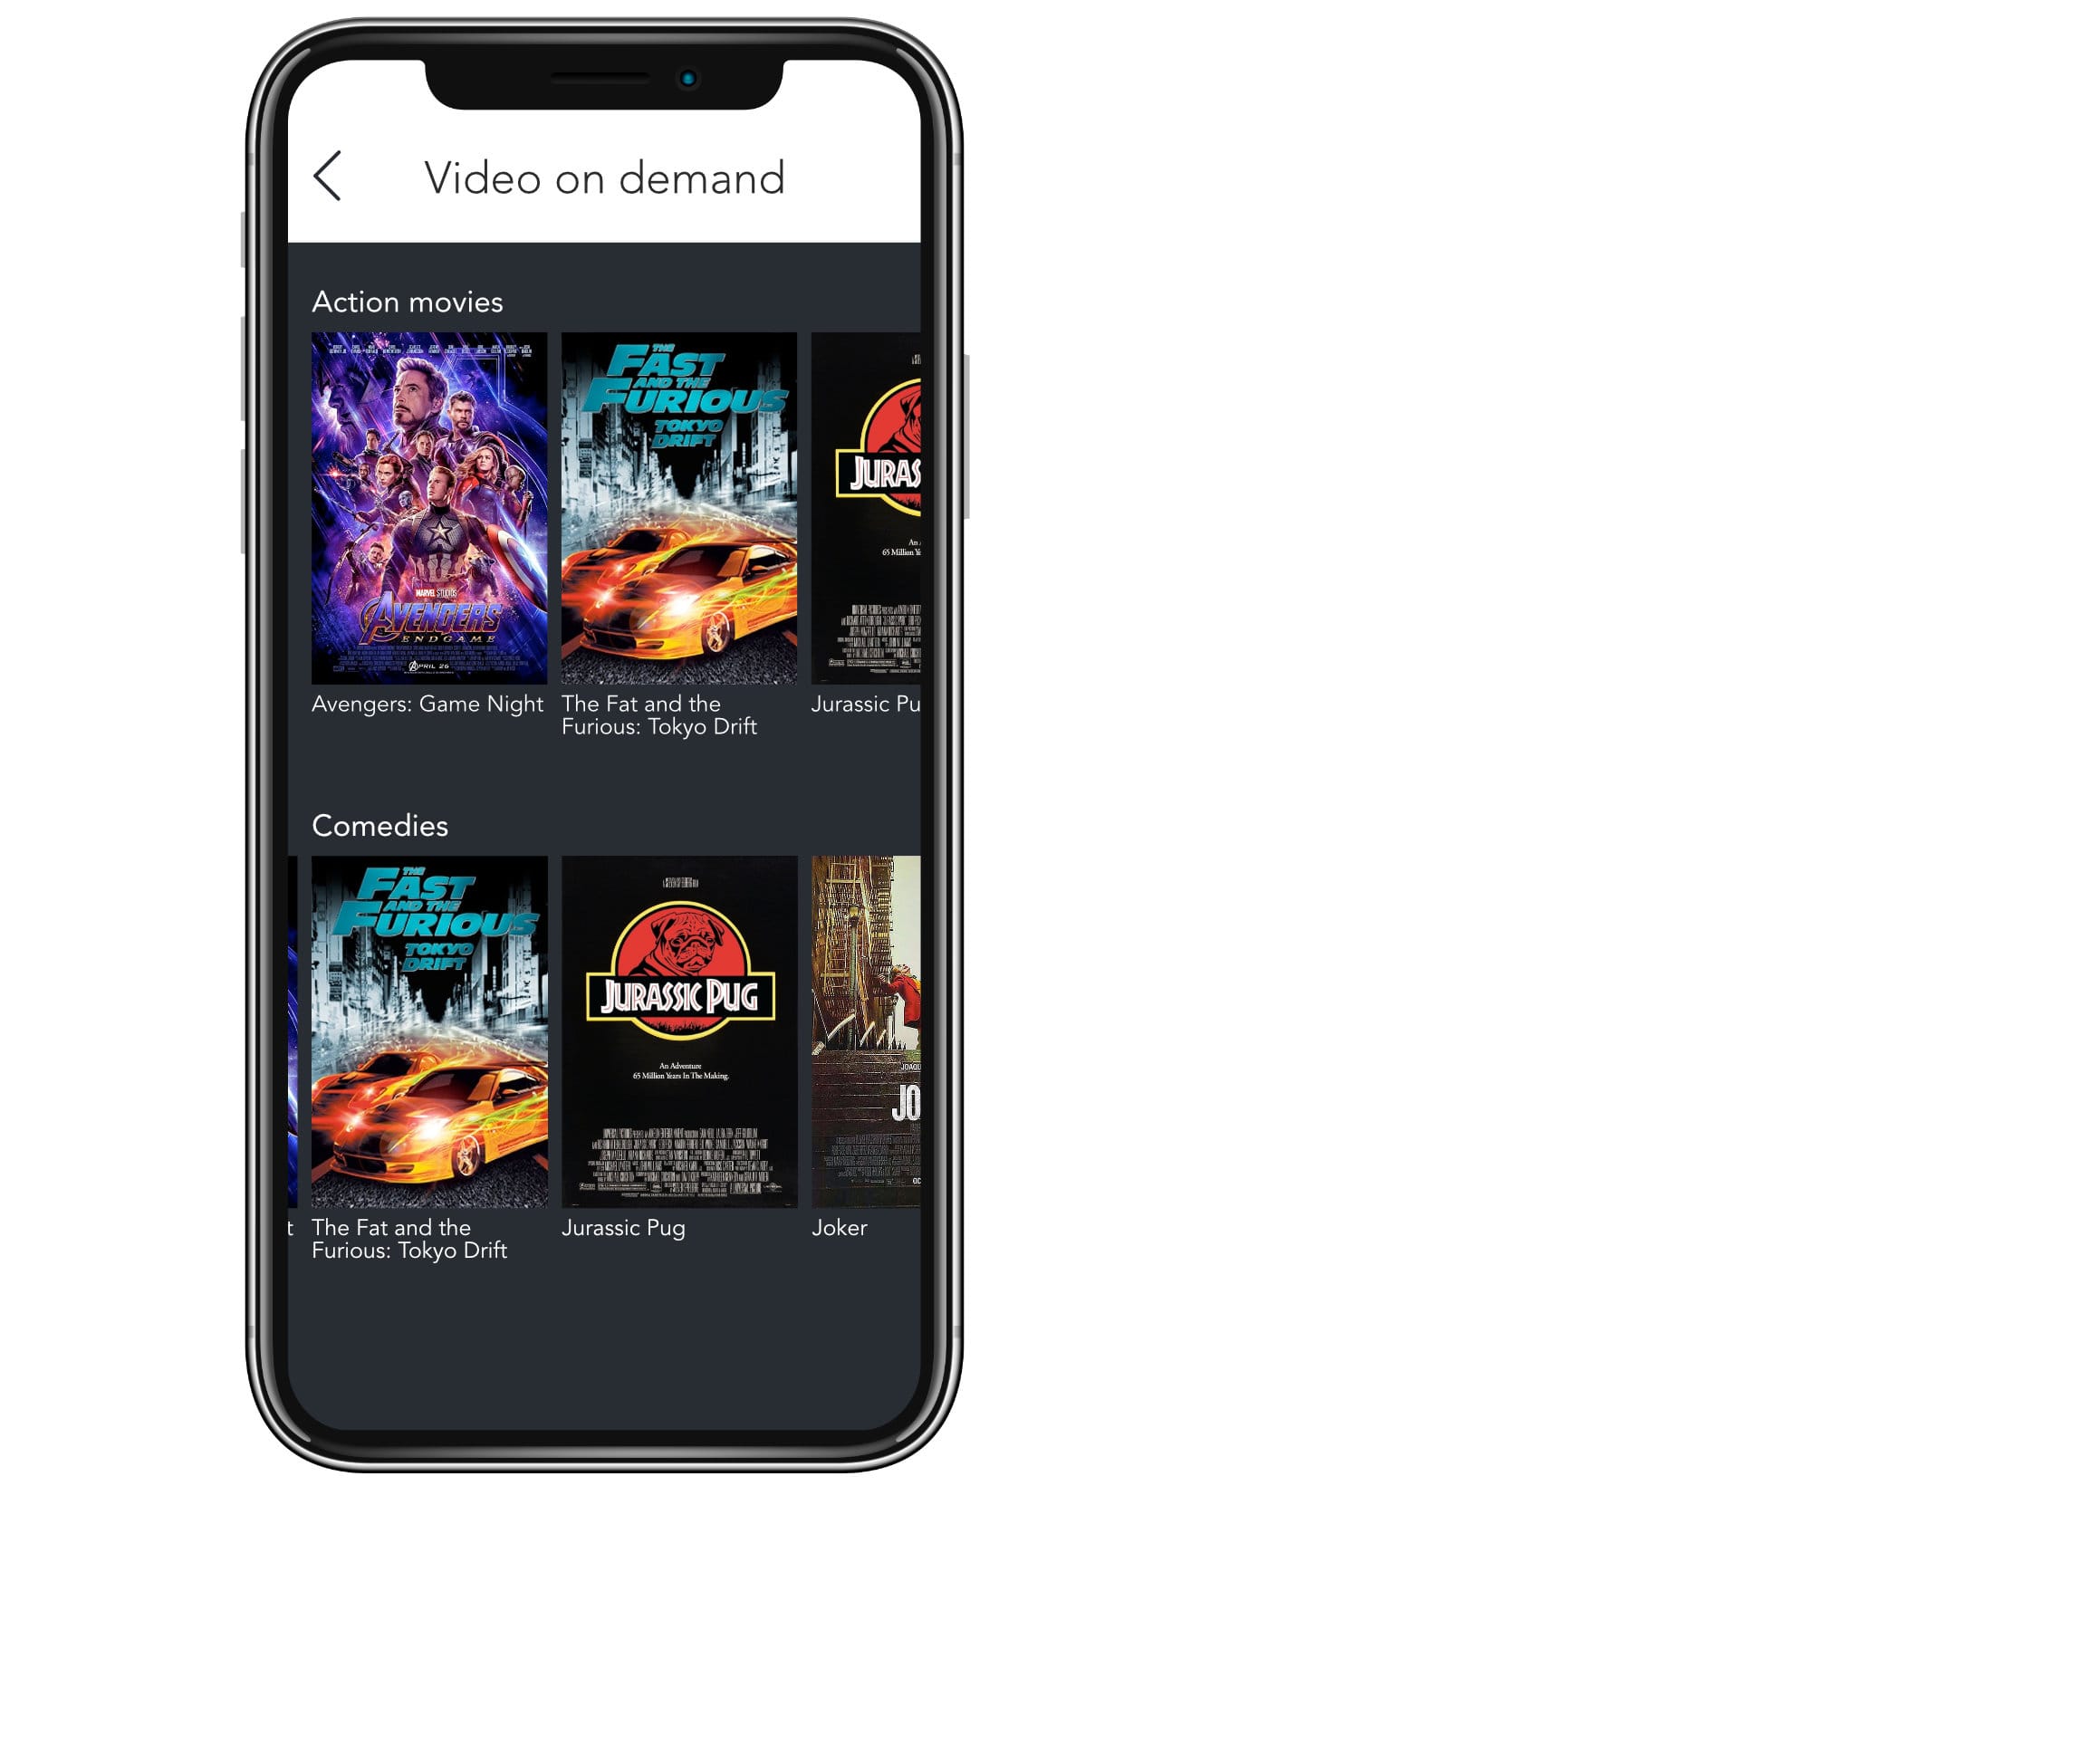 Video on demand
Action movies
MARVEL STUDIOS
AVENGERS
ENDGAME
APRIL 26
THE
FAST
AND THE
FURIOUS
TOKYO
DRIFT
JURAS
An
65 Million
Avengers: Game Night
The Fat and the
Furious: Tokyo Drift
Jurassic Pu
Comedies
THE
FAST
AND THE
FURIOUS
TOKYO
DRIFT
JURASSIC PUG
An Adventure
65 Million Years In The Making.
JOAQU
JO
t
The Fat and the
Furious: Tokyo Drift
Jurassic Pug
Joker